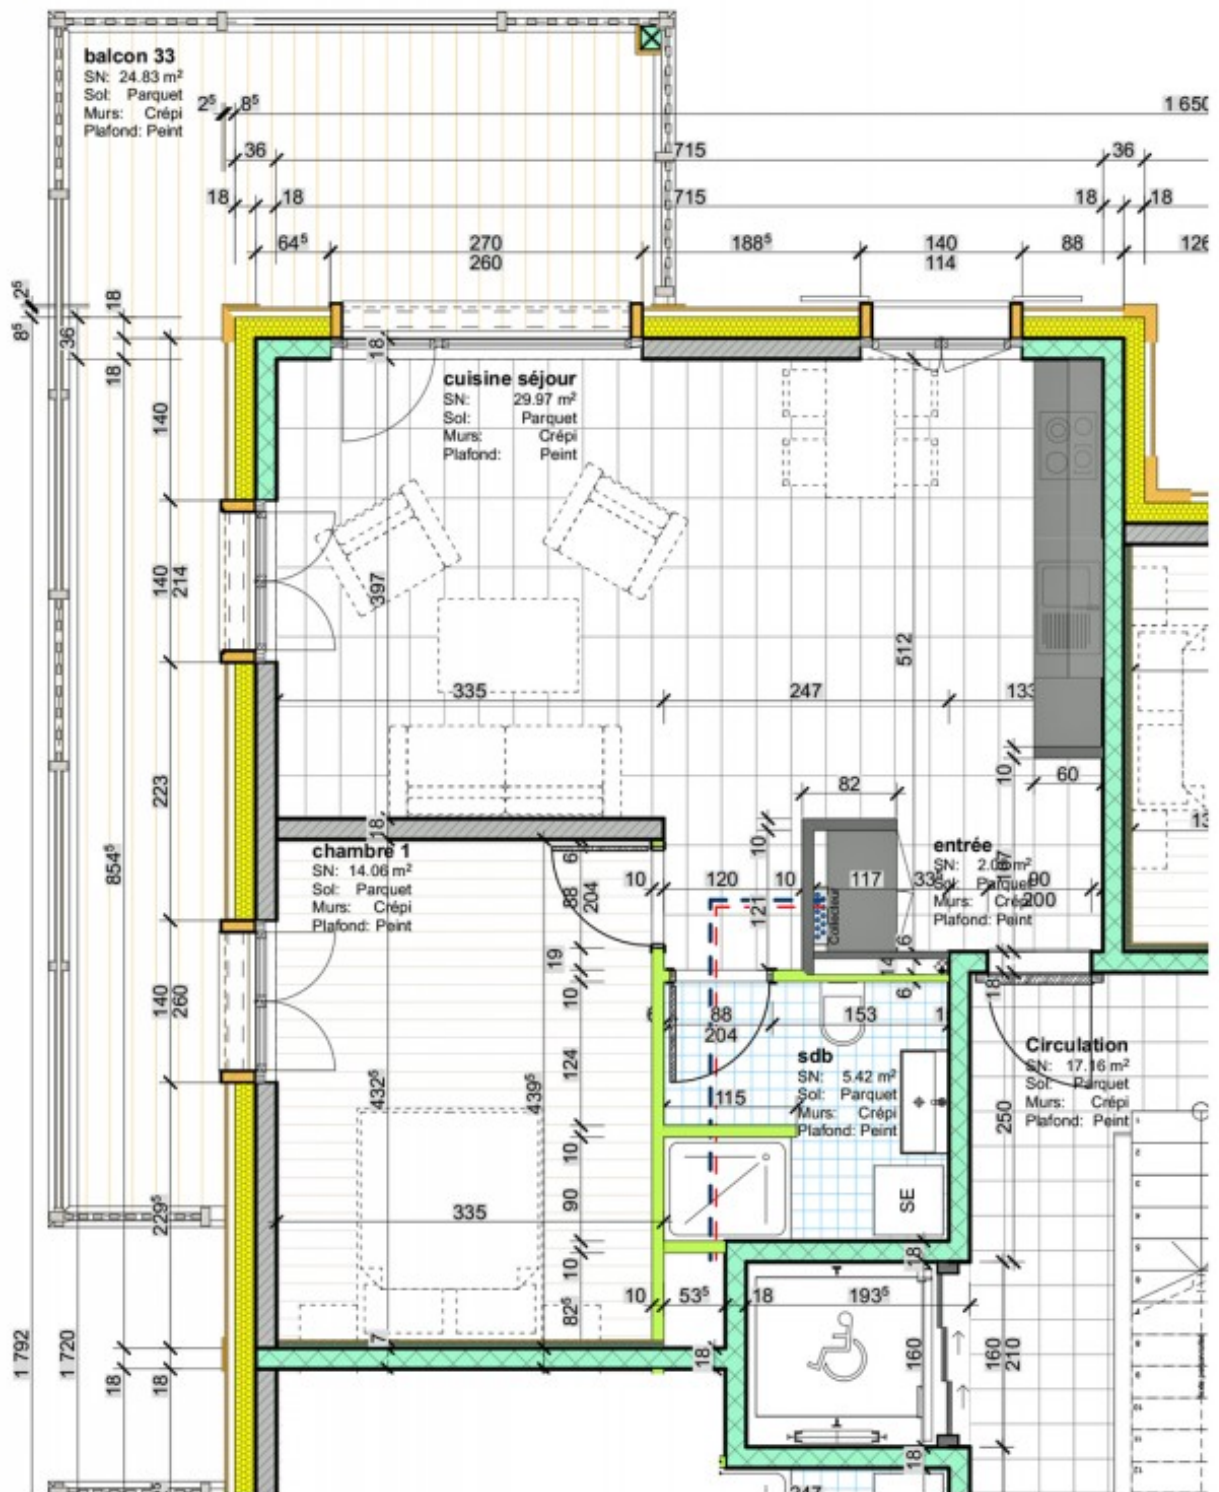 balcon 33
SN: 24.83 m²
Sol: Parquet
Murs: Crépi
Plafond: Peint
2⁵ 8⁵
1 650
36
715
36
18
18
715
18
18
64⁵
270
260
188⁵
140
114
88
126
2⁵
8⁵
18
36
18
18
cuisine séjour
SN: 29.97 m²
Sol: Parquet
Murs: Crépi
Plafond: Peint
140
140
214
397
512
335
247
133
223
10
60
82
18
854⁵
chambre 1
SN: 14.06 m²
Sol: Parquet
Murs: Crépi
Plafond: Peint
6
88
204
10
10
120
10
117
121
Collecteur
entrée
SN:
Sol: Parquet
Murs: Crépi
Plafond: Peint
90
200
13
19
10
140
260
6
14
6
18
88
204
153
124
sdb
SN: 5.42 m²
Sol: Parquet
Murs: Crépi
Plafond: Peint
115
Circulation
SN: 17.16 m²
Sol: Parquet
Murs: Crépi
Plafond: Peint
250
432⁵
439⁵
10
90
10
82⁵
229⁵
335
SE
18
10
53⁵
18
193⁵
160
160
210
7
18
18
18
1 792
1 720
18
247